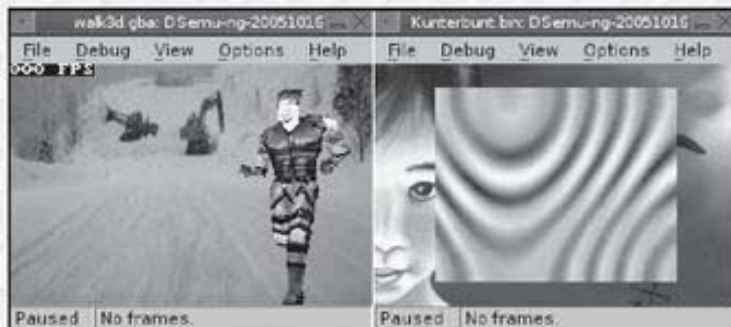 walk3d.gba: DSemu-ng-20051016
File Debug View Options Help
000 FPS
Paused No frames.
Kunterbunt.bin: DSemu-ng-20051016
File Debug View Options Help
Paused No frames.